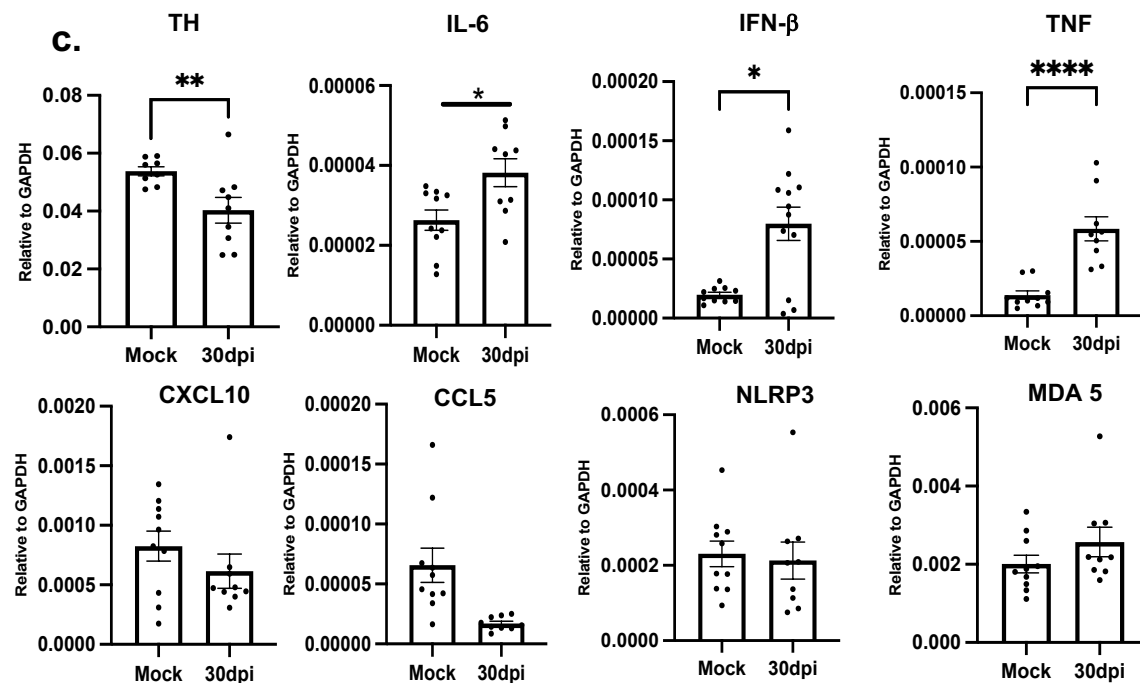 c.
TH
**
Relative to GAPDH
0.08
0.06
0.04
0.02
0.00
Mock 30dpi
IL-6
*
Relative to GAPDH
0.00006
0.00004
0.00002
0.00000
Mock 30dpi
IFN-β
*
Relative to GAPDH
0.00020
0.00015
0.00010
0.00005
0.00000
Mock 30dpi
TNF
****
Relative to GAPDH
0.00015
0.00010
0.00005
0.00000
Mock 30dpi
CXCL10
Relative to GAPDH
0.0020
0.0015
0.0010
0.0005
0.0000
Mock 30dpi
CCL5
Relative to GAPDH
0.00020
0.00015
0.00010
0.00005
0.00000
Mock 30dpi
NLRP3
Relative to GAPDH
0.0006
0.0004
0.0002
0.0000
Mock 30dpi
MDA 5
Relative to GAPDH
0.006
0.004
0.002
0.000
Mock 30dpi